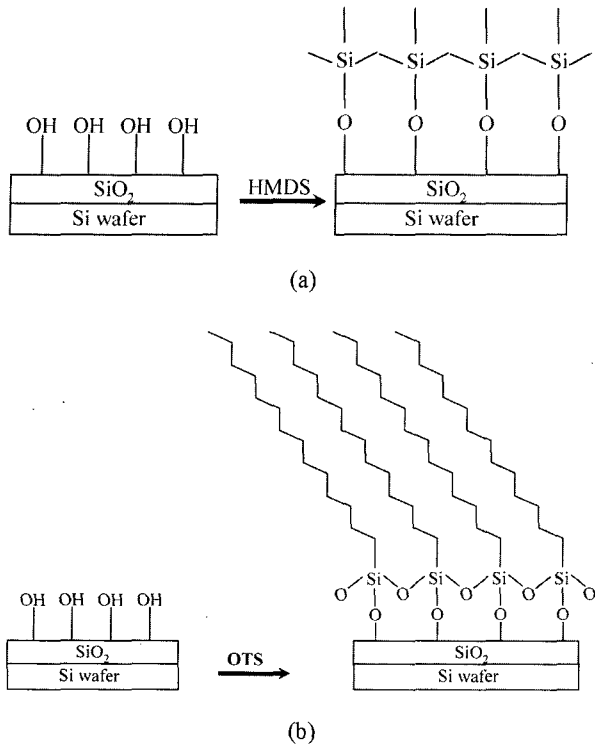 Si Si Si Si
OH OH OH OH O O O O
SiO2 HMDS SiO2
Si wafer Si wafer
(a)
Si Si Si Si
O O O O O
OH OH OH OH O O O O
SiO2 OTS SiO2
Si wafer Si wafer
(b)